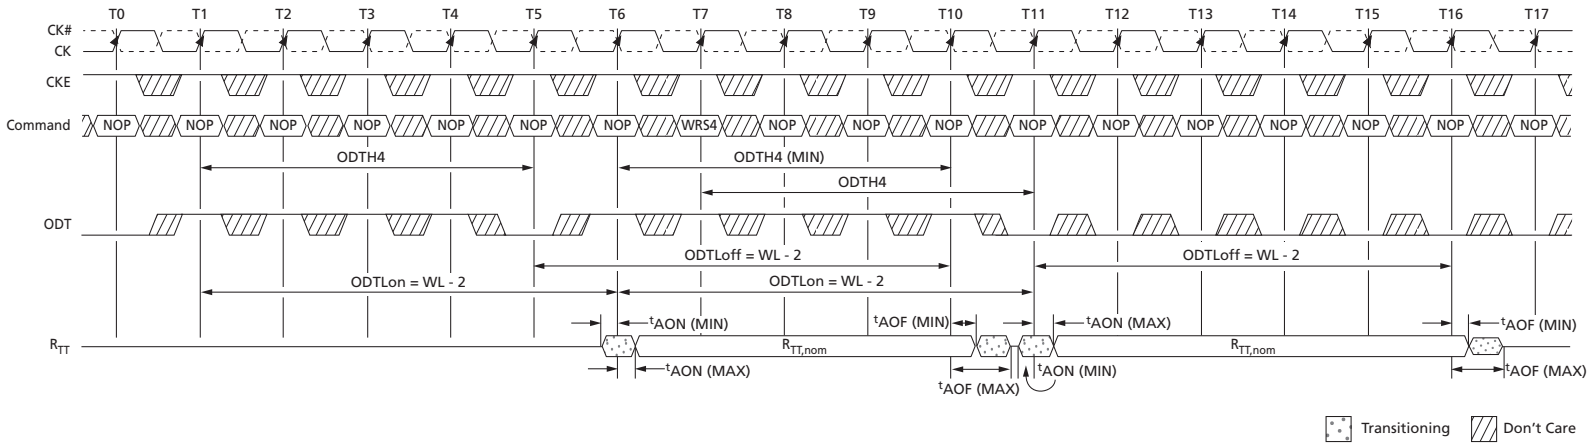 T0 T1 T2 T3 T4 T5 T6 T7 T8 T9 T10 T11 T12 T13 T14 T15 T16 T17
CK#
CK
CKE
Command NOP NOP NOP NOP NOP NOP NOP WRS4 NOP NOP NOP NOP NOP NOP NOP NOP NOP NOP
ODTH4 ODTH4 (MIN)
ODTH4
ODT
ODTLoff = WL - 2 ODTLoff = WL - 2
ODTLon = WL - 2 ODTLon = WL - 2
tAON (MIN) tAOF (MIN) tAON (MAX) tAOF (MIN)
RTT RTT,nom RTT,nom
tAON (MAX) tAON (MIN) tAOF (MAX)
tAOF (MAX)
Transitioning Don't Care